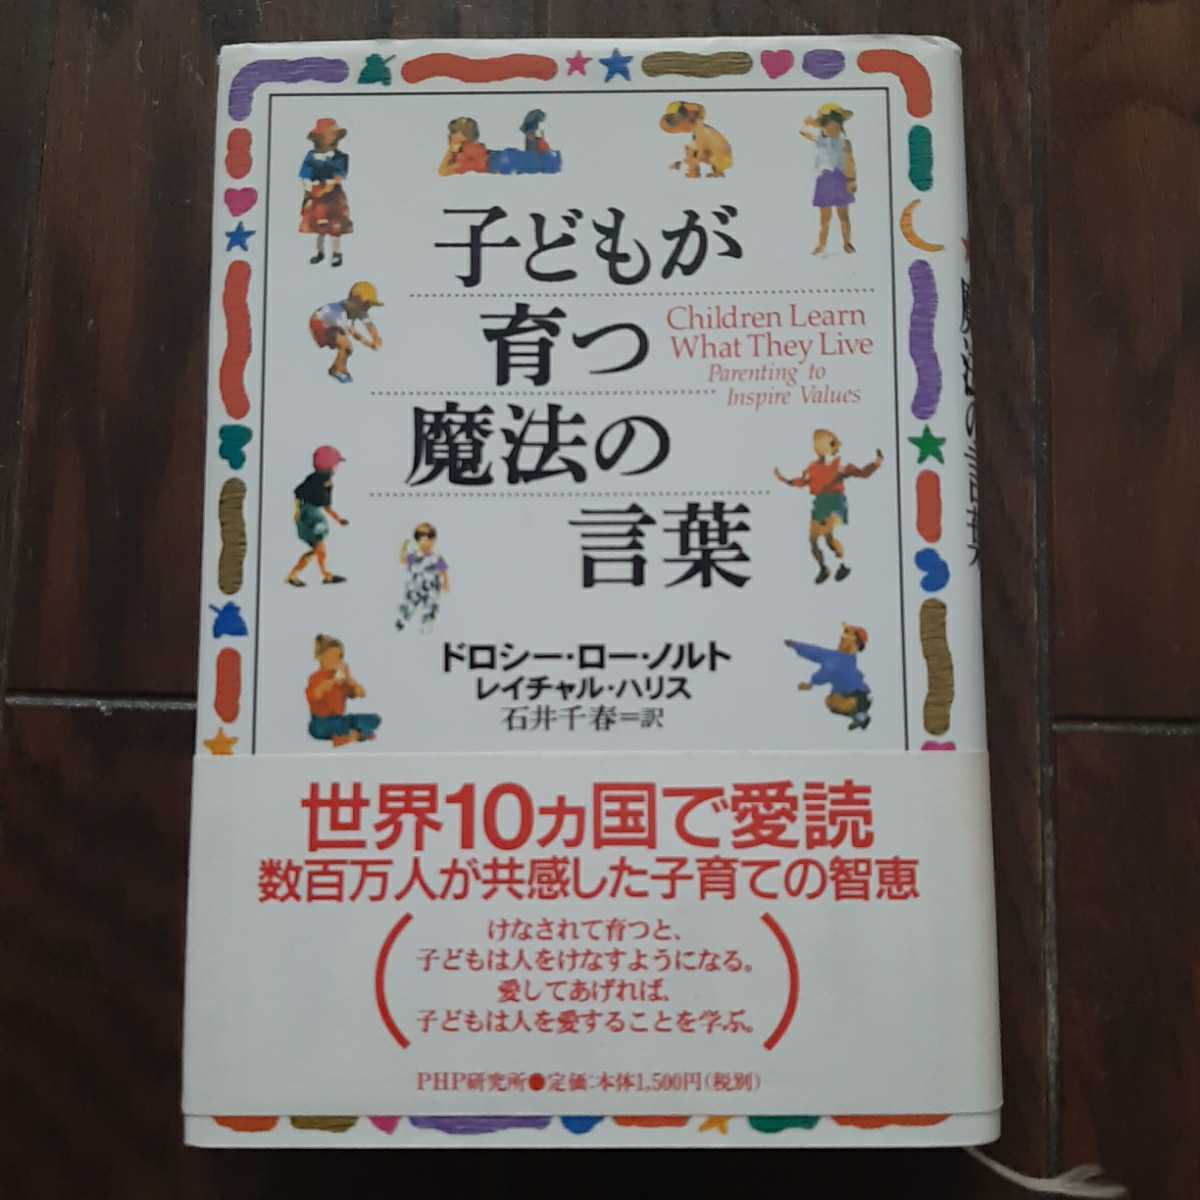 子どもが
育つ
魔法の
言葉
Children Learn
What They Live
Parenting to
Inspire Values
ドロシー・ロー・ノルト
レイチャル・ハリス
石井千春＝訳
世界10カ国で愛読
数百万人が共感した子育ての智恵
けなされて育つと、
子どもは人をけなすようになる。
愛してあげれば、
子どもは人を愛することを学ぶ。
PHP研究所●定価:本体1,500円(税別)
魔法の言葉